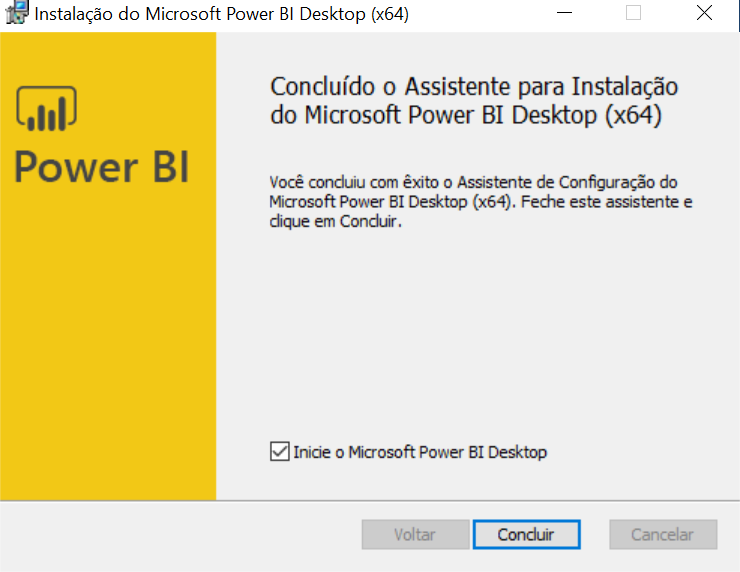 Instalação do Microsoft Power BI Desktop (x64)
Power BI
Concluído o Assistente para Instalação
do Microsoft Power BI Desktop (x64)
Você concluiu com êxito o Assistente de Configuração do
Microsoft Power BI Desktop (x64). Feche este assistente e
clique em Concluir.
Inicie o Microsoft Power BI Desktop
Voltar Concluir Cancelar